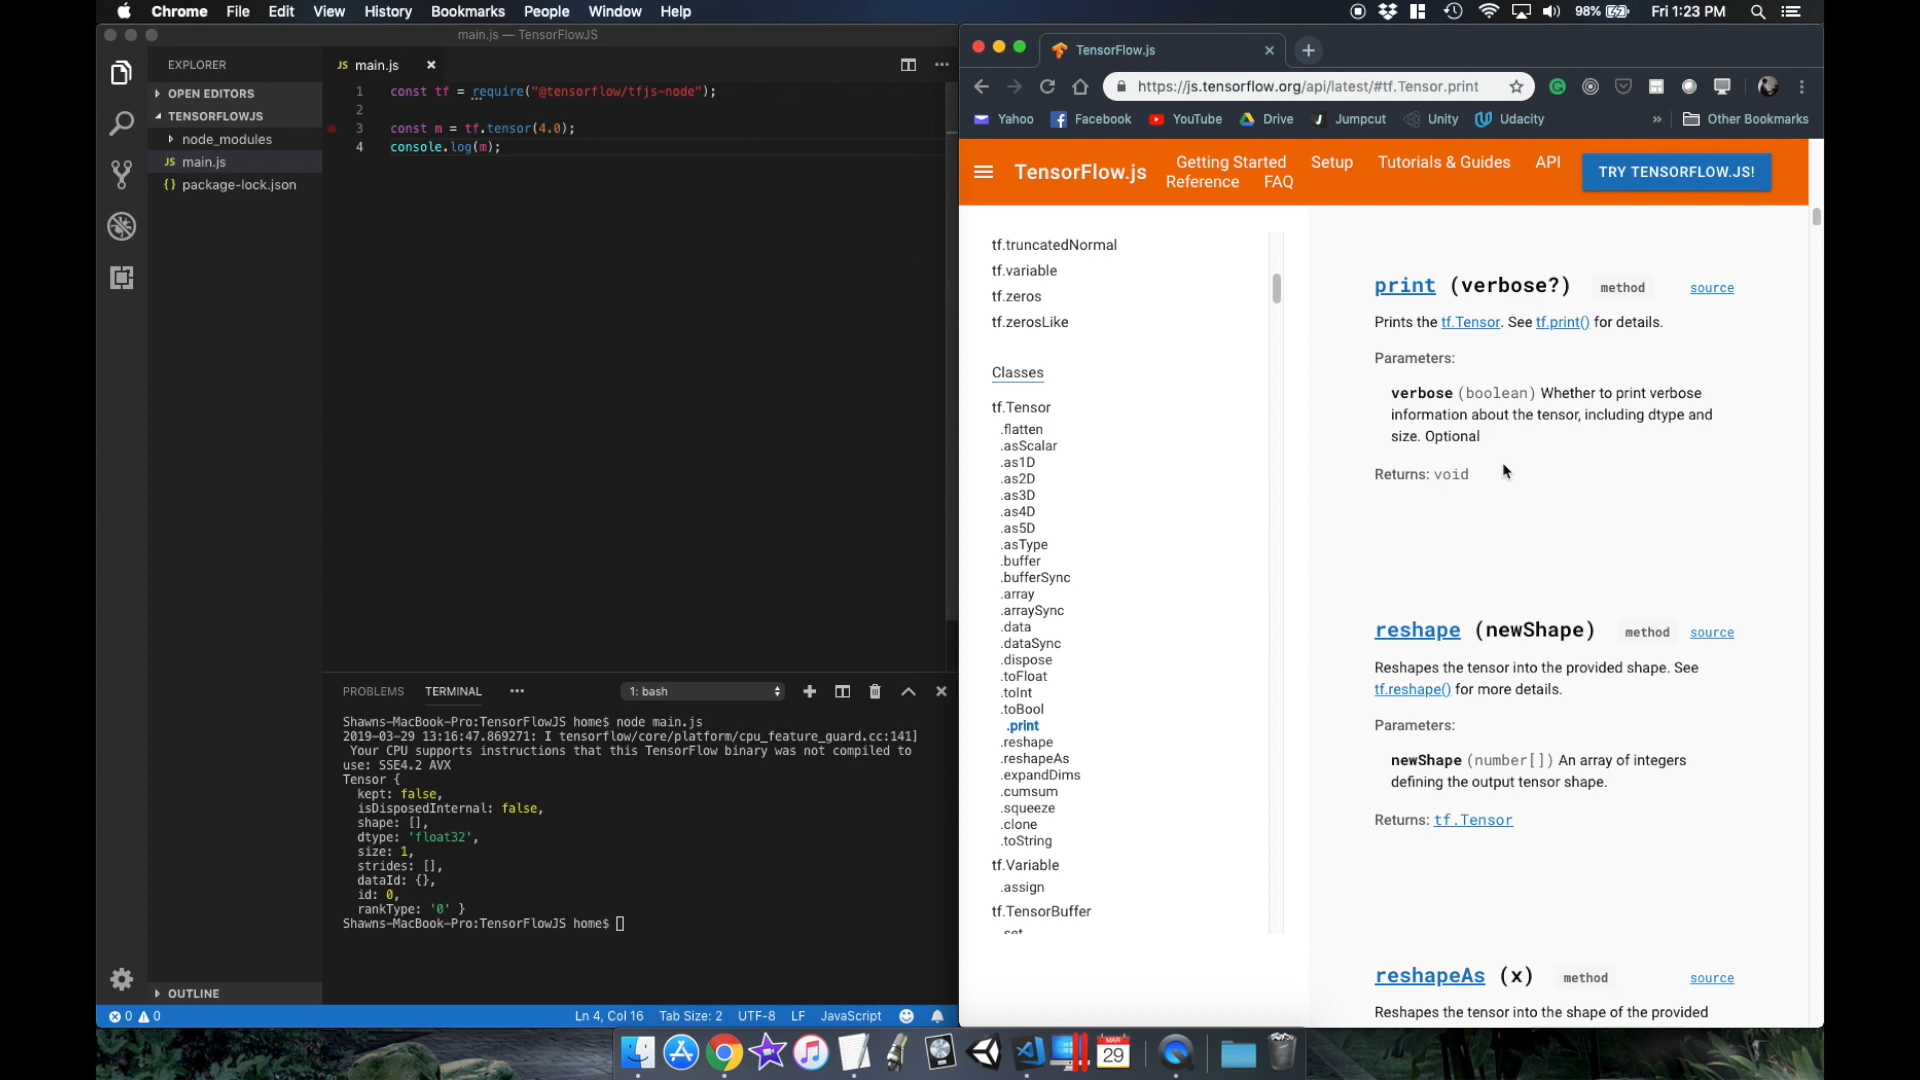 Chrome File Edit View History Bookmarks People Window Help
98% Fri 1:23 PM
main.js — TensorFlowJS
EXPLORER
OPEN EDITORS
TENSORFLOWJS
node_modules
JS main.js
{} package-lock.json
OUTLINE
JS main.js
1 const tf = require("@tensorflow/tfjs-node");
2
3 const m = tf.tensor(4.0);
4 console.log(m);
PROBLEMS TERMINAL
1: bash
Shawns-MacBook-Pro:TensorFlowJS home$ node main.js
2019-03-29 13:16:47.869271: I tensorflow/core/platform/cpu_feature_guard.cc:141]
Your CPU supports instructions that this TensorFlow binary was not compiled to
use: SSE4.2 AVX
Tensor {
kept: false,
isDisposedInternal: false,
shape: [],
dtype: 'float32',
size: 1,
strides: [],
dataId: {},
id: 0,
rankType: '0' }
Shawns-MacBook-Pro:TensorFlowJS home$
0 0
Ln 4, Col 16 Tab Size: 2 UTF-8 LF JavaScript
TensorFlow.js
https://js.tensorflow.org/api/latest/#tf.Tensor.print
Yahoo Facebook YouTube Drive Jumpcut Unity Udacity » Other Bookmarks
TensorFlow.js
Getting Started Setup Tutorials & Guides API
Reference FAQ
TRY TENSORFLOW.JS!
tf.truncatedNormal
tf.variable
tf.zeros
tf.zerosLike
Classes
tf.Tensor
.flatten
.asScalar
.as1D
.as2D
.as3D
.as4D
.as5D
.asType
.buffer
.bufferSync
.array
.arraySync
.data
.dataSync
.dispose
.toFloat
.toInt
.toBool
.print
.reshape
.reshapeAs
.expandDims
.cumsum
.squeeze
.clone
.toString
tf.Variable
.assign
tf.TensorBuffer
.set
print (verbose?) method source
Prints the tf.Tensor. See tf.print() for details.
Parameters:
verbose (boolean) Whether to print verbose
information about the tensor, including dtype and
size. Optional
Returns: void
reshape (newShape) method source
Reshapes the tensor into the provided shape. See
tf.reshape() for more details.
Parameters:
newShape (number[]) An array of integers
defining the output tensor shape.
Returns: tf.Tensor
reshapeAs (x) method source
Reshapes the tensor into the shape of the provided
MAR
29